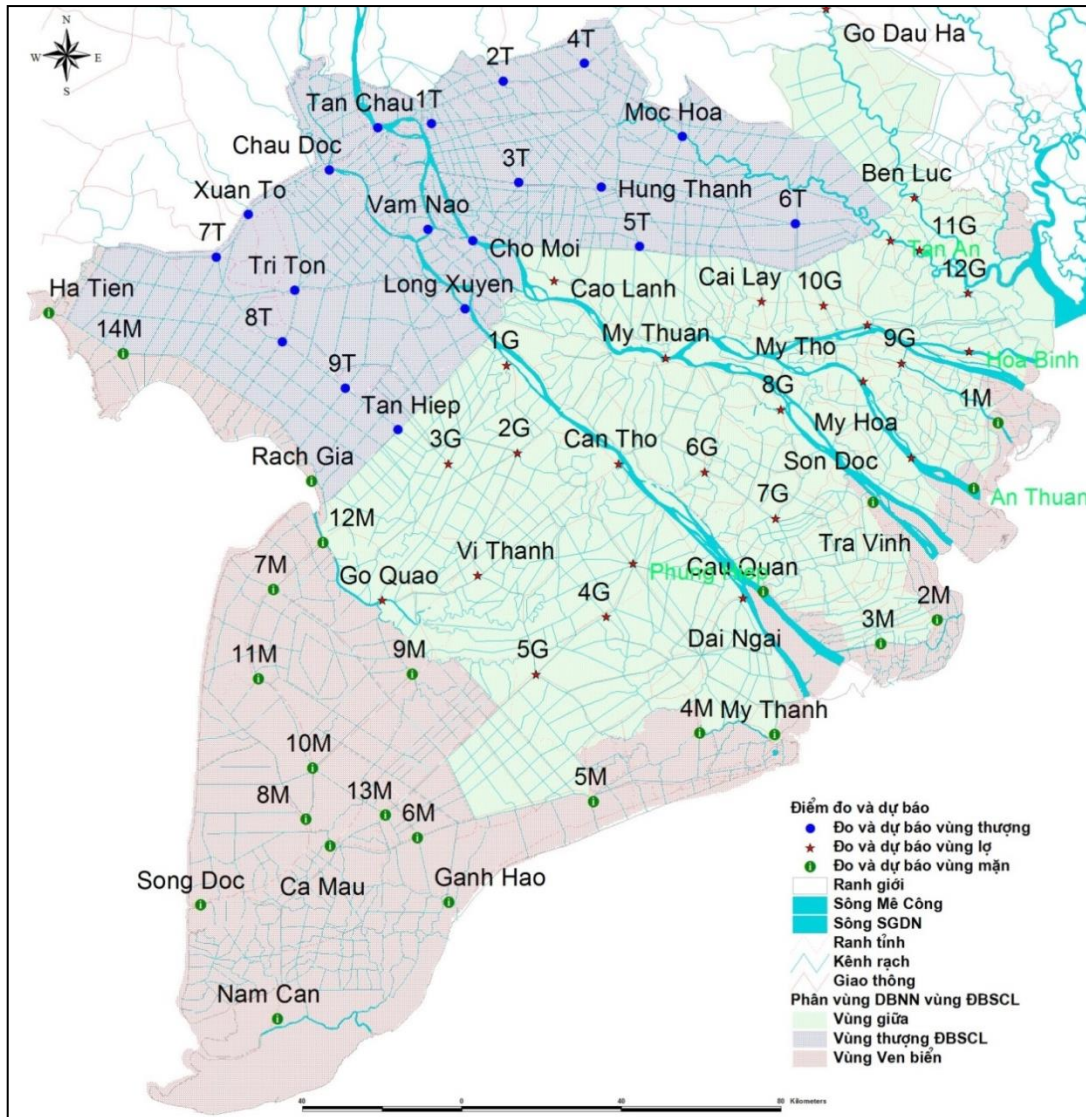 N
W
E
S
Go Dau Ha
4T
2T
Tan Chau
1T
Moc Hoa
Chau Doc
3T
Ben Luc
Xuan To
Hung Thanh
Vam Nao
6T
11G
7T
5T
Tan An
Cho Moi
Tri Ton
Cai Lay
10G
12G
Ha Tien
Long Xuyen
Cao Lanh
14M
8T
1G
My Thuan
My Tho
9G
Hoa Binh
9T
8G
1M
Tan Hiep
My Hoa
3G
2G
Can Tho
6G
Rach Gia
Son Doc
An Thuan
7G
12M
Tra Vinh
7M
Vi Thanh
Go Quao
Phung Hiep
Cau Quan
4G
2M
3M
11M
9M
5G
Dai Ngai
4M
My Thanh
10M
5M
8M
13M
6M
Song Doc
Ca Mau
Ganh Hao
Nam Can
Điểm đo và dự báo
Đo và dự báo vùng thượng
Đo và dự báo vùng lợ
Đo và dự báo vùng mặn
Ranh giới
Sông Mê Công
Sông SGDN
Ranh tỉnh
Kênh rạch
Giao thông
Phân vùng DBNN vùng ĐBSCL
Vùng giữa
Vùng thượng ĐBSCL
Vùng Ven biển
40 0 40 80 Kilometers